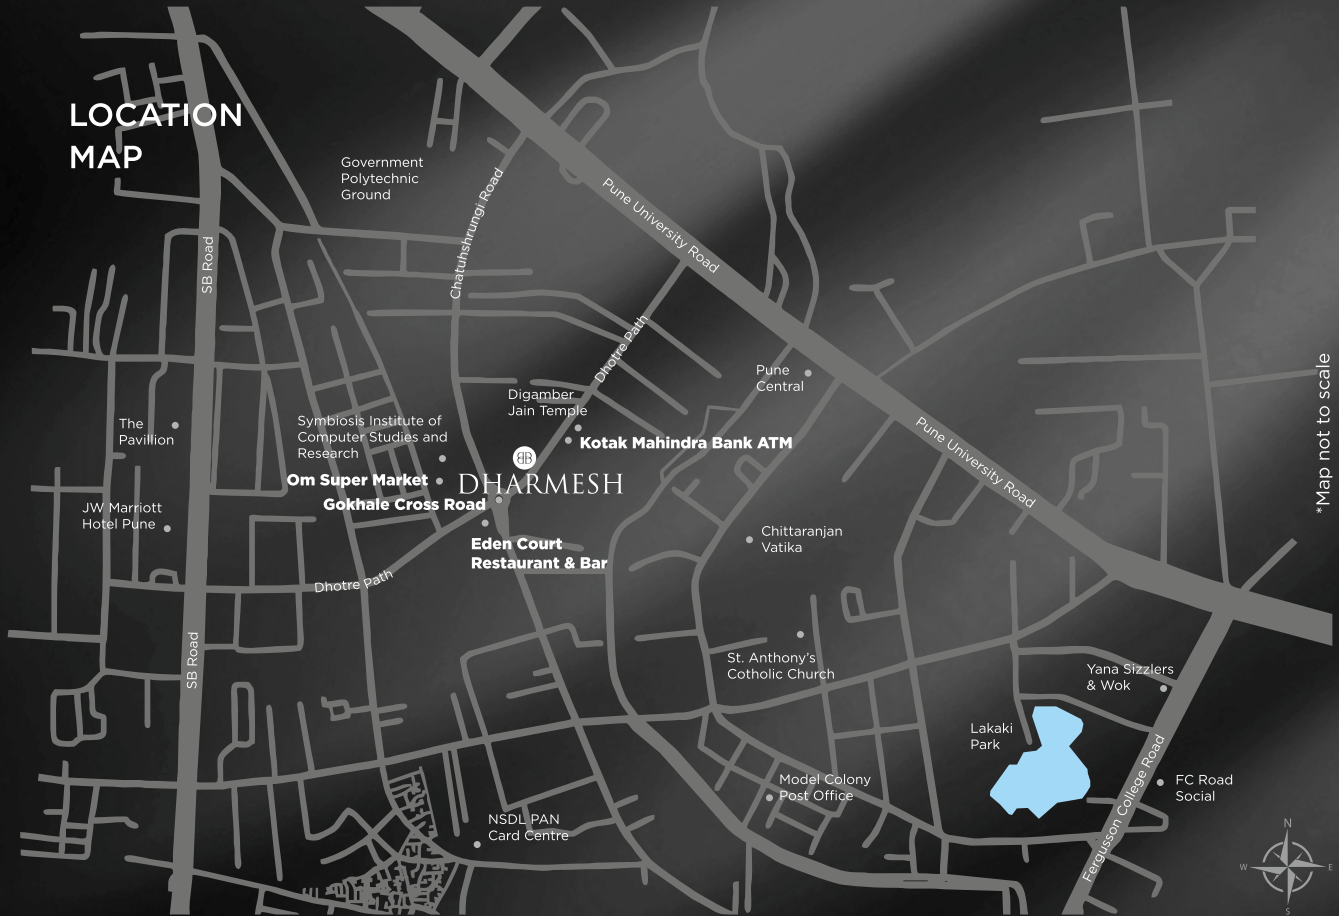 LOCATION
MAP
Government
Polytechnic
Ground
Chatuhshrungi Road
Pune University Road
SB Road
Dhotre Path
Pune
Central
Digamber
Jain Temple
Kotak Mahindra Bank ATM
The
Pavillion
Symbiosis Institute of
Computer Studies and
Research
Om Super Market
BB
DHARMESH
Gokhale Cross Road
Pune University Road
*Map not to scale
JW Marriott
Hotel Pune
Eden Court
Restaurant & Bar
Chittaranjan
Vatika
Dhotre Path
SB Road
St. Anthony's
Cotholic Church
Yana Sizzlers
& Wok
Lakaki
Park
Model Colony
Post Office
FC Road
Social
Fergusson College Road
NSDL PAN
Card Centre
N
W
E
S